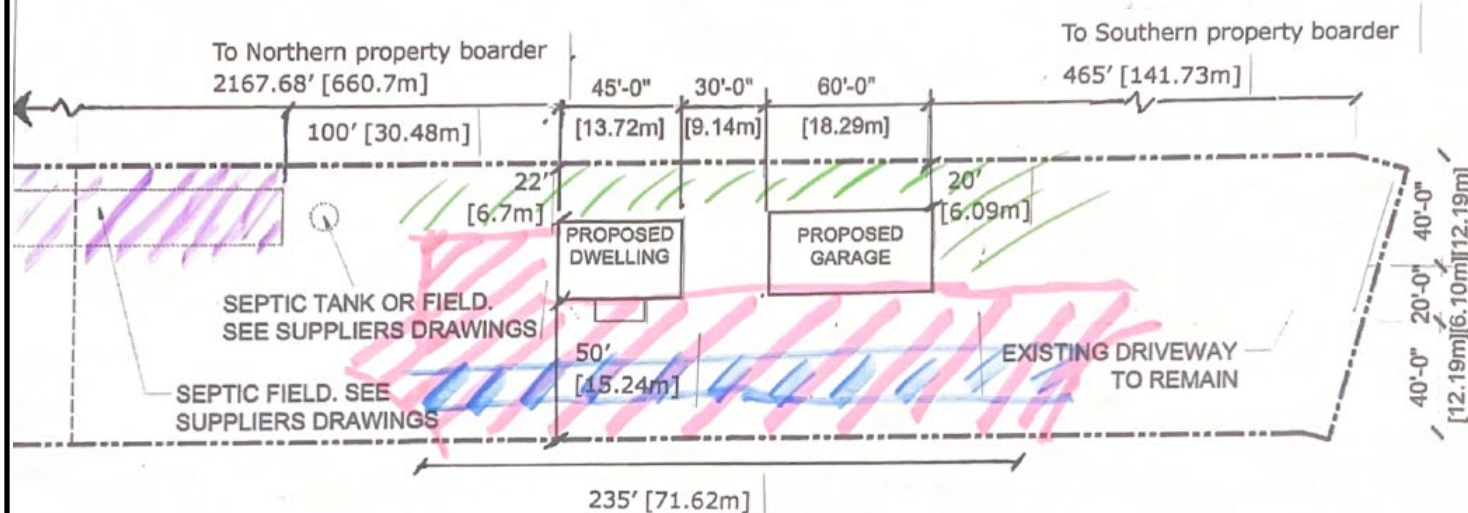 To Northern property boarder
2167.68' [660.7m]
To Southern property boarder
465' [141.73m]
45'-0"
30'-0"
60'-0"
[13.72m]
[9.14m]
[18.29m]
100' [30.48m]
22'
[6.7m]
20'
[6.09m]
PROPOSED
DWELLING
PROPOSED
GARAGE
SEPTIC TANK OR FIELD.
SEE SUPPLIERS DRAWINGS
SEPTIC FIELD. SEE
SUPPLIERS DRAWINGS
50'
[15.24m]
EXISTING DRIVEWAY
TO REMAIN
40'-0"
[12.19m]
20'-0"
[6.10m]
40'-0"
[12.19m]
235' [71.62m]